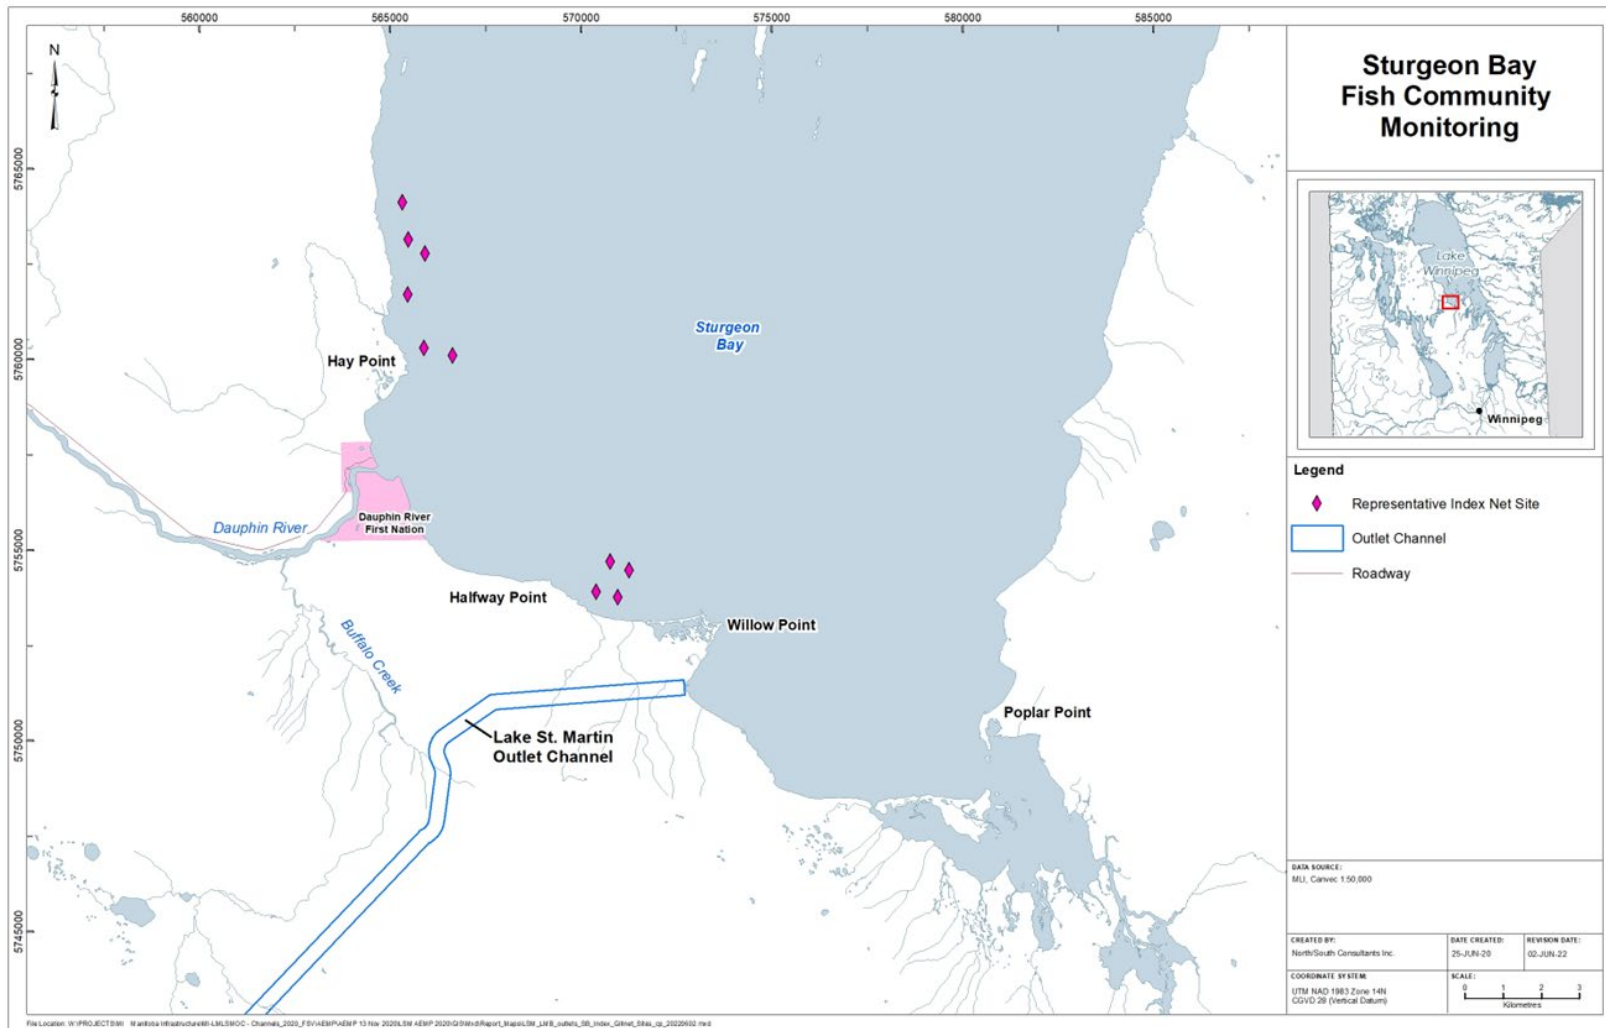 560000
565000
570000
575000
580000
585000
N
5765000
5760000
5755000
5750000
5745000
Sturgeon
Bay
Hay Point
Dauphin River
First Nation
Dauphin River
Halfway Point
Willow Point
Buffalo Creek
Poplar Point
Lake St. Martin
Outlet Channel
Sturgeon Bay
Fish Community
Monitoring
Lake
Winnipeg
Winnipeg
Legend
Representative Index Net Site
Outlet Channel
Roadway
DATA SOURCE:
MLI, Canvec 1:50,000
CREATED BY:
North/South Consultants Inc.
DATE CREATED:
25-JUN-20
REVISION DATE:
02-JUN-22
COORDINATE SYSTEM:
UTM NAD 1983 Zone 14N
CGVD 28 (Vertical Datum)
SCALE:
0 1 2 3
Kilometres